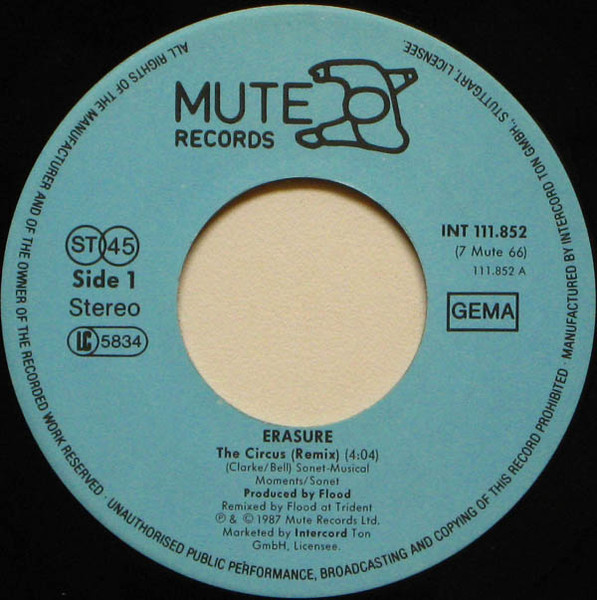 MUTE
RECORDS
ST 45
Side 1
Stereo
LC 5834
INT 111.852
(7 Mute 66)
111.852 A
GEMA
ERASURE
The Circus (Remix) (4:04)
(Clarke/Bell) Sonet-Musical
Moments/Sonet
Produced by Flood
Remixed by Flood at Trident
℗ & © 1987 Mute Records Ltd.
Marketed by Intercord Ton
GmbH, Licensee.
ALL RIGHTS OF THE MANUFACTURER AND OF THE OWNER OF THE RECORDED WORK RESERVED · UNAUTHORISED PUBLIC PERFORMANCE, BROADCASTING AND COPYING OF THIS RECORD PROHIBITED · MANUFACTURED BY INTERCORD TON GMBH, STUTTGART, LICENSEE.